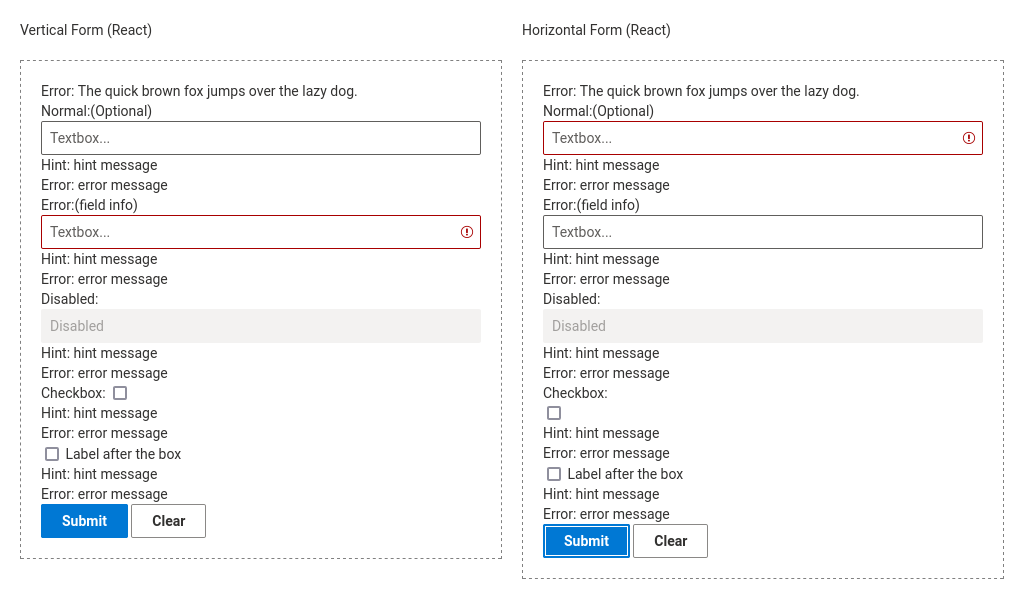 Vertical Form (React)
Error: The quick brown fox jumps over the lazy dog.
Normal:(Optional)
Textbox...
Hint: hint message
Error: error message
Error:(field info)
Textbox...
Hint: hint message
Error: error message
Disabled:
Disabled
Hint: hint message
Error: error message
Checkbox:
Hint: hint message
Error: error message
Label after the box
Hint: hint message
Error: error message
Submit Clear
Horizontal Form (React)
Error: The quick brown fox jumps over the lazy dog.
Normal:(Optional)
Textbox...
Hint: hint message
Error: error message
Error:(field info)
Textbox...
Hint: hint message
Error: error message
Disabled:
Disabled
Hint: hint message
Error: error message
Checkbox:
Hint: hint message
Error: error message
Label after the box
Hint: hint message
Error: error message
Submit Clear